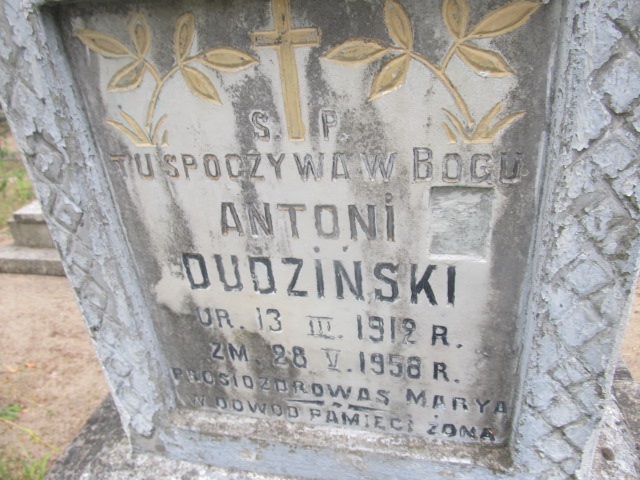 S. P.
TU SPOCZYWA W BOGU
ANTONI
DUDZIŃSKI
UR. 13 III. 1912 R.
ZM. 28 V. 1958 R.
PROSI O ZDROWAŚ MARYA
W DOWÓD PAMIĘCI ŻONA